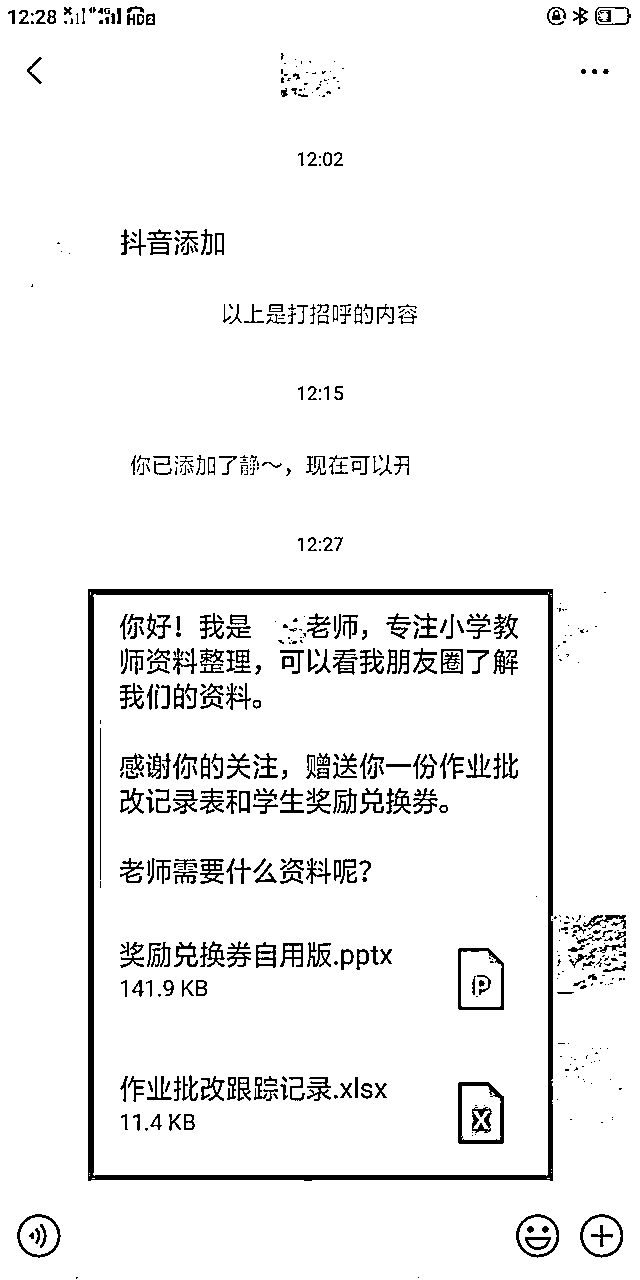 12:28 4G HD2
12:02
抖音添加
以上是打招呼的内容
12:15
你已添加了静～，现在可以开
12:27
你好！我是 老师，专注小学教
师资料整理，可以看我朋友圈了解
我们的资料。
感谢你的关注，赠送你一份作业批
改记录表和学生奖励兑换券。
老师需要什么资料呢？
奖励兑换券自用版.pptx
141.9 KB
P
作业批改跟踪记录.xlsx
11.4 KB
X